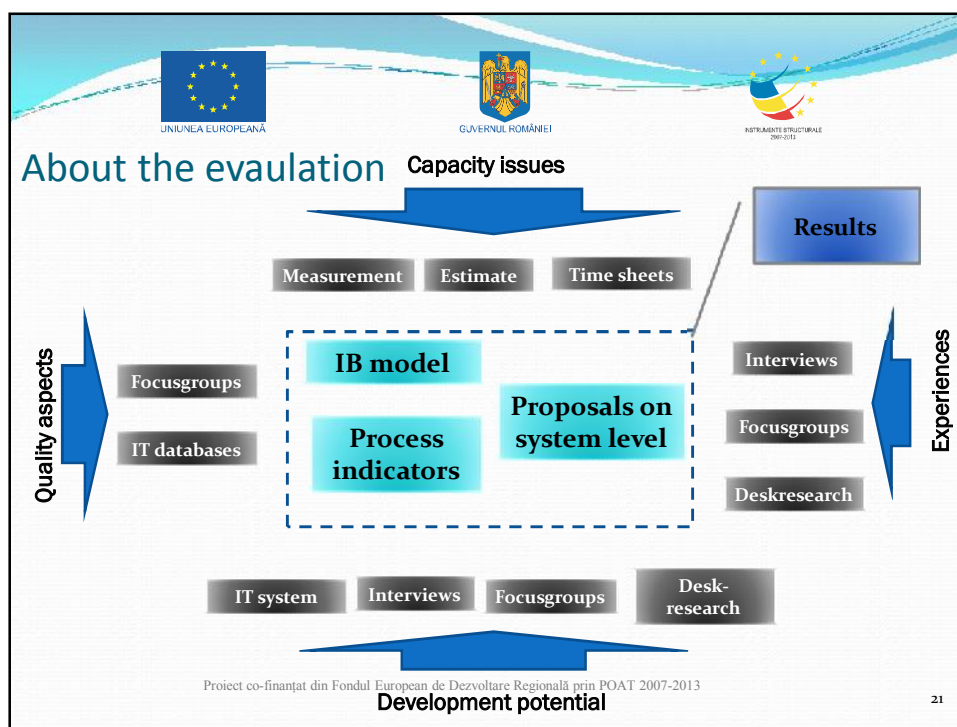 UNIUNEA EUROPEANĂ
GUVERNUL ROMÂNIEI
INSTRUMENTE STRUCTURALE
2007-2013
About the evaulation
Capacity issues
Results
Measurement
Estimate
Time sheets
Quality aspects
Focusgroups
IT databases
IB model
Process
indicators
Proposals on
system level
Interviews
Focusgroups
Deskresearch
Experiences
IT system
Interviews
Focusgroups
Desk-
research
Proiect co-finanțat din Fondul European de Dezvoltare Regională prin POAT 2007-2013
Development potential
21